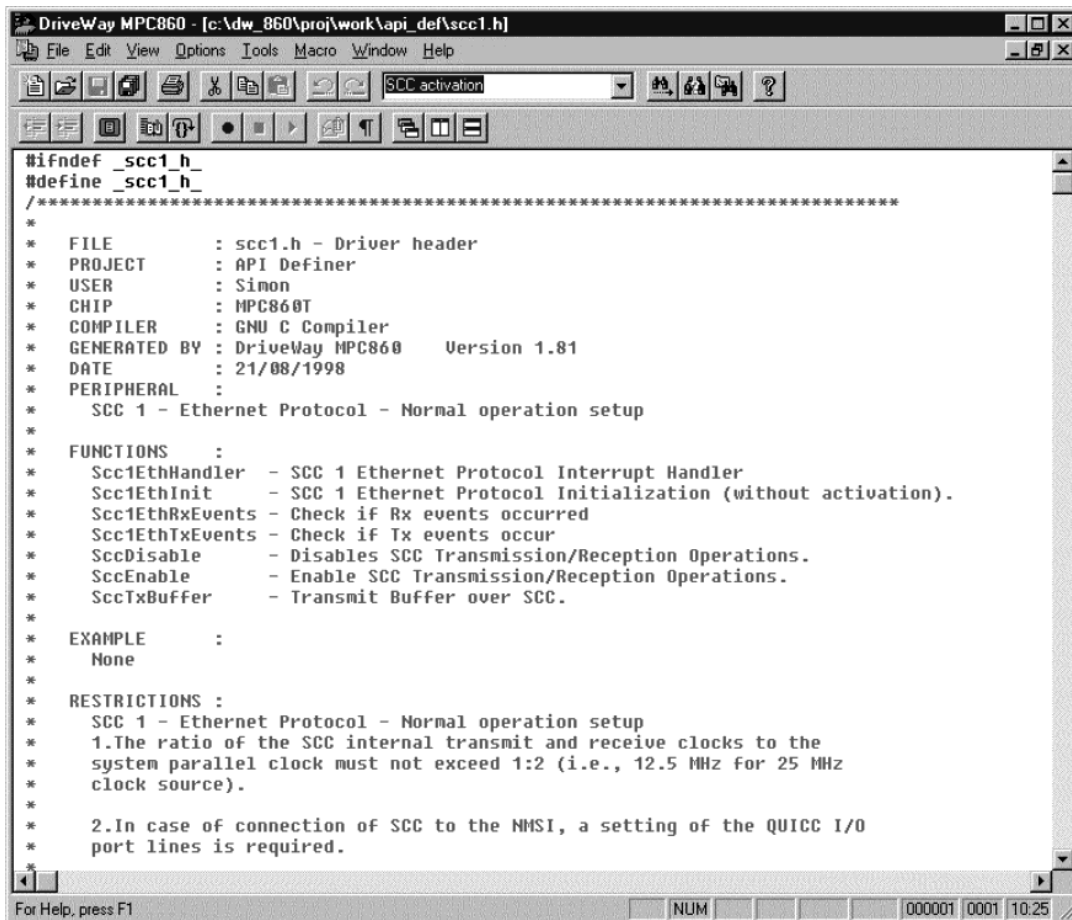 DriveWay MPC860 - [c:\dw_860\proj\work\api_def\scc1.h]
File Edit View Options Tools Macro Window Help
SCC activation
#ifndef _scc1_h_
#define _scc1_h_
/******************************************************************************
*
* FILE : scc1.h - Driver header
* PROJECT : API Definer
* USER : Simon
* CHIP : MPC860T
* COMPILER : GNU C Compiler
* GENERATED BY : DriveWay MPC860 Version 1.81
* DATE : 21/08/1998
* PERIPHERAL :
* SCC 1 - Ethernet Protocol - Normal operation setup
*
* FUNCTIONS :
* Scc1EthHandler - SCC 1 Ethernet Protocol Interrupt Handler
* Scc1EthInit - SCC 1 Ethernet Protocol Initialization (without activation).
* Scc1EthRxEvents - Check if Rx events occurred
* Scc1EthTxEvents - Check if Tx events occur
* SccDisable - Disables SCC Transmission/Reception Operations.
* SccEnable - Enable SCC Transmission/Reception Operations.
* SccTxBuffer - Transmit Buffer over SCC.
*
* EXAMPLE :
* None
*
* RESTRICTIONS :
* SCC 1 - Ethernet Protocol - Normal operation setup
* 1.The ratio of the SCC internal transmit and receive clocks to the
* system parallel clock must not exceed 1:2 (i.e., 12.5 MHz for 25 MHz
* clock source).
*
* 2.In case of connection of SCC to the NMSI, a setting of the QUICC I/O
* port lines is required.
*
For Help, press F1 NUM 000001 0001 10:25